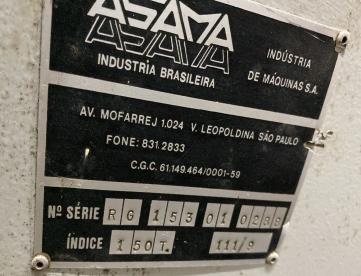 ASAMA
INDUSTRIA BRASILEIRA
INDÚSTRIA
DE MÁQUINAS S.A.
AV. MOFARREJ 1.024 V. LEOPOLDINA SÃO PAULO
FONE: 831.2833
C.G.C. 61.149.464/0001-59
Nº SÉRIE RG 153 01 0238
ÍNDICE 150T. 111/9